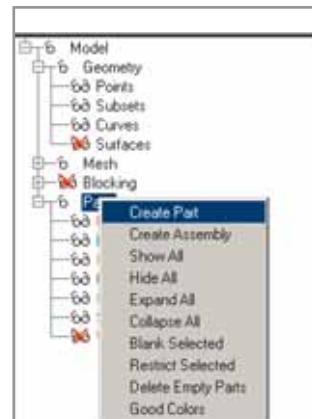 Model
Geometry
Points
Subsets
Curves
Surfaces
Mesh
Blocking
Create Part
Create Assembly
Show All
Hide All
Expand All
Collapse All
Blank Selected
Restrict Selected
Delete Empty Parts
Good Colors